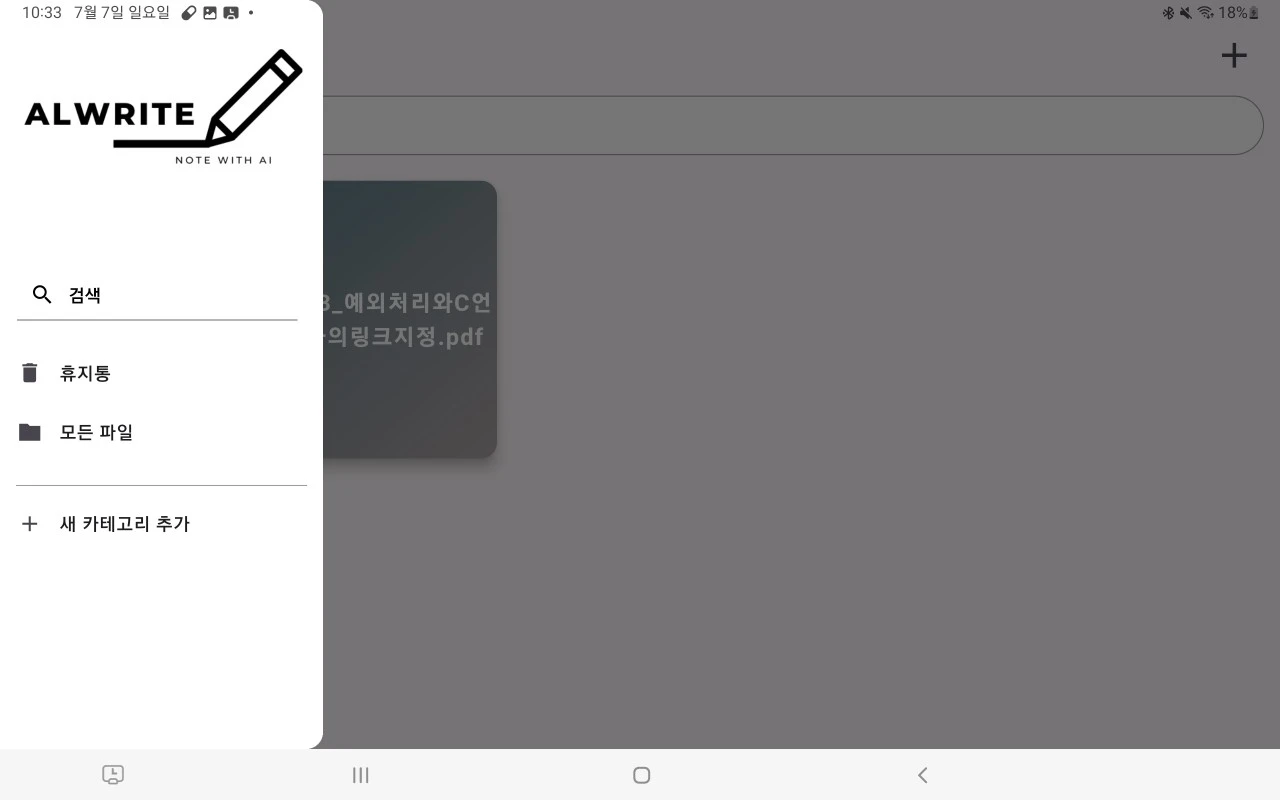 10:33 7월 7일 일요일
18%
ALWRITE
NOTE WITH AI
3_예외처리와C언
의링크지정.pdf
검색
휴지통
모든 파일
새 카테고리 추가